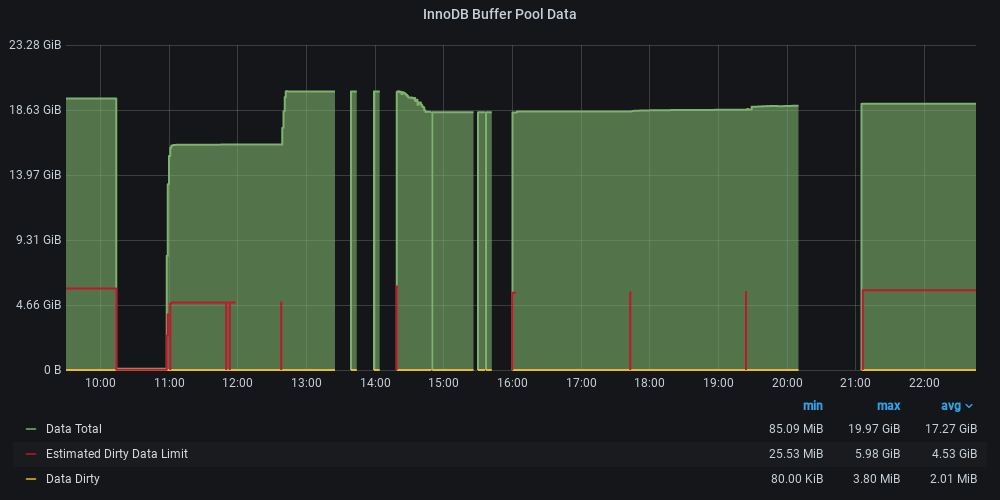 InnoDB Buffer Pool Data
23.28 GiB
18.63 GiB
13.97 GiB
9.31 GiB
4.66 GiB
0 B
10:00 11:00 12:00 13:00 14:00 15:00 16:00 17:00 18:00 19:00 20:00 21:00 22:00
min max avg
Data Total 85.09 MiB 19.97 GiB 17.27 GiB
Estimated Dirty Data Limit 25.53 MiB 5.98 GiB 4.53 GiB
Data Dirty 80.00 KiB 3.80 MiB 2.01 MiB